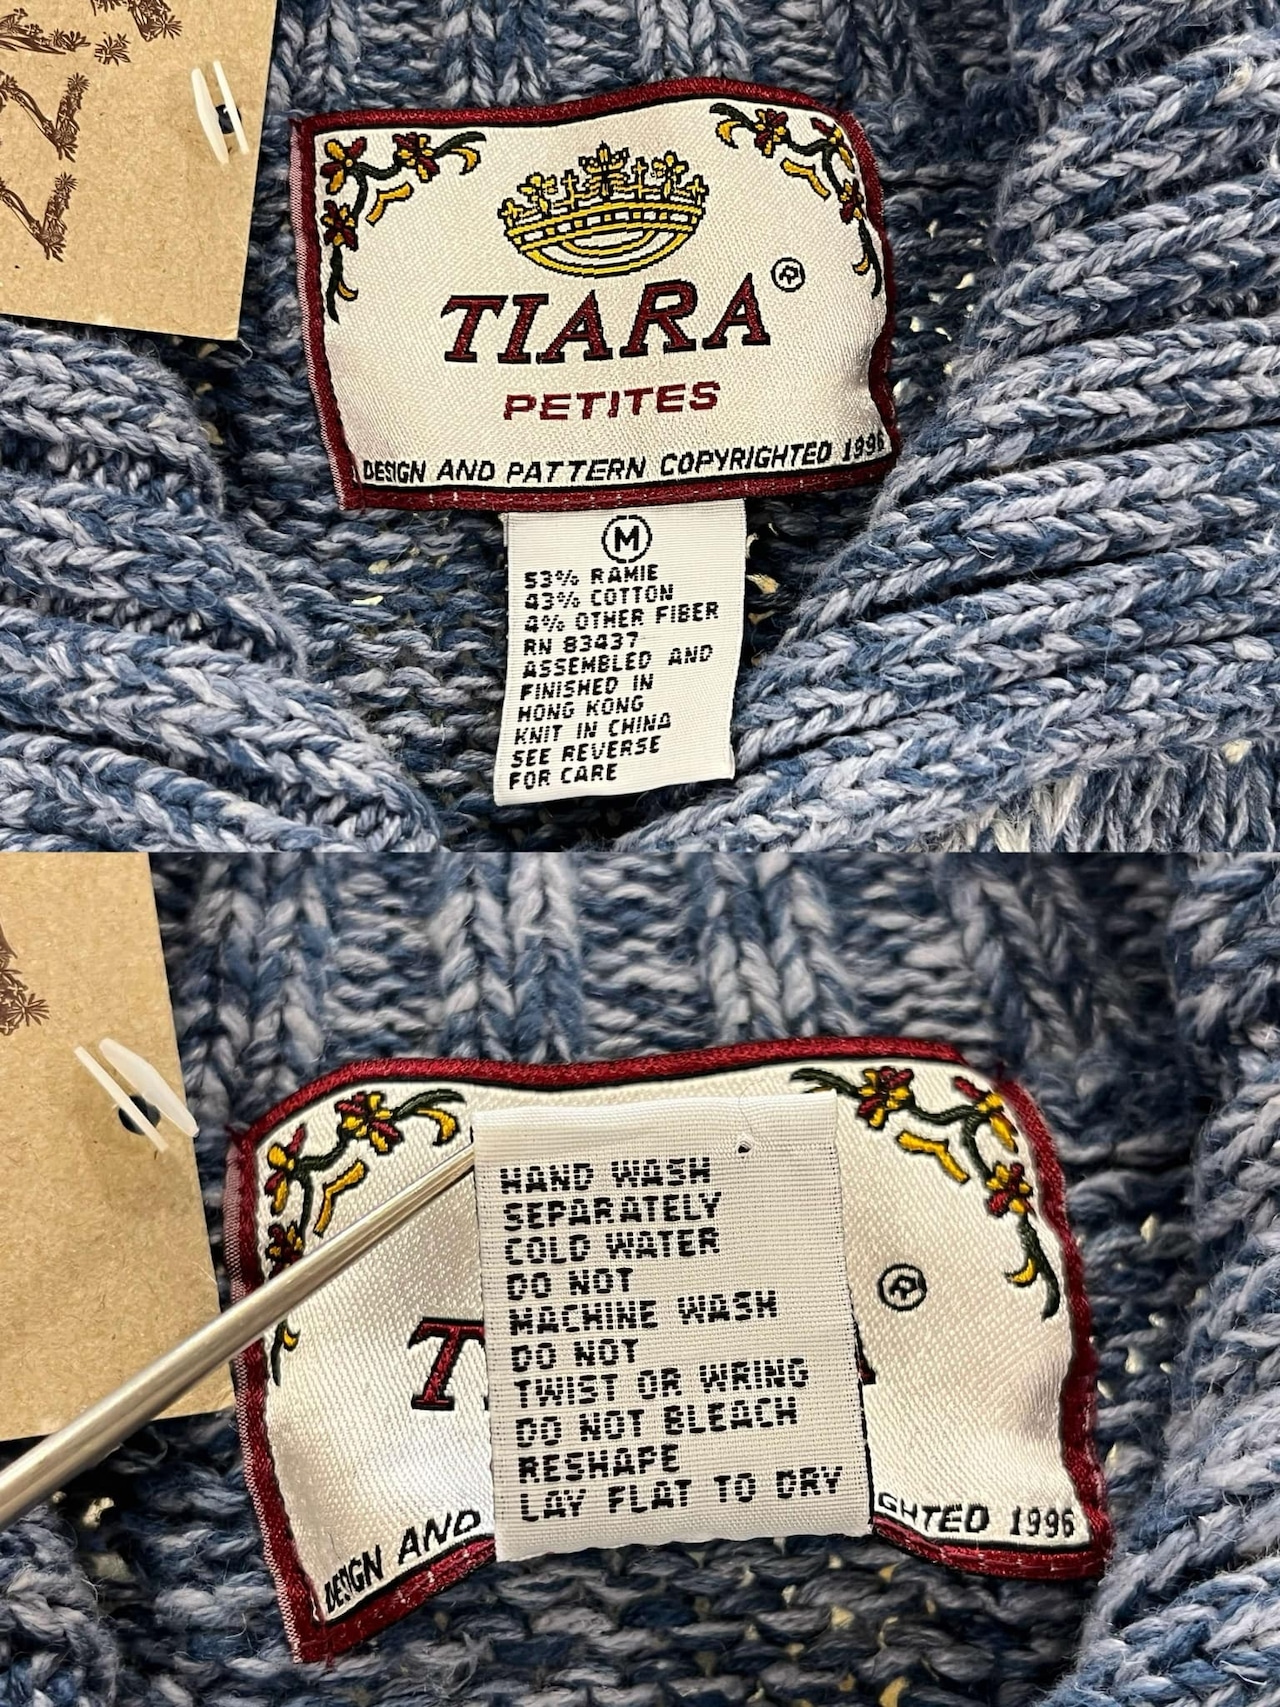 TIARA®
PETITES
DESIGN AND PATTERN COPYRIGHTED 1996
M
53% RAMIE
43% COTTON
4% OTHER FIBER
RN 83437
ASSEMBLED AND
FINISHED IN
HONG KONG
KNIT IN CHINA
SEE REVERSE
FOR CARE
HAND WASH
SEPARATELY
COLD WATER
DO NOT
MACHINE WASH
DO NOT
TWIST OR WRING
DO NOT BLEACH
RESHAPE
LAY FLAT TO DRY
®
T
A
DESIGN AND
GHTED 1996